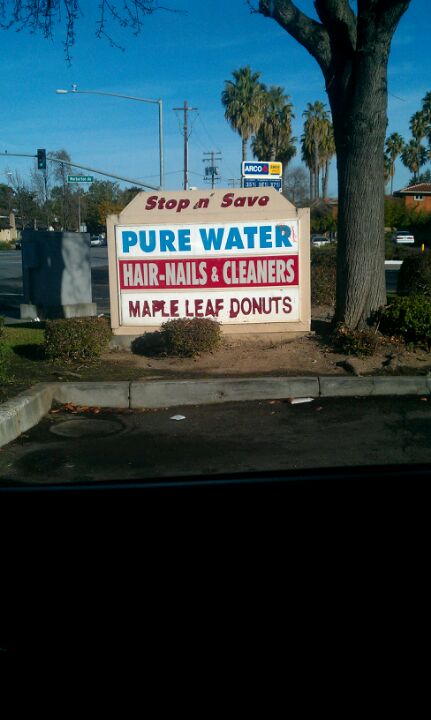 ARCO
Stop n' Save
PURE WATER
HAIR-NAILS & CLEANERS
MAPLE LEAF DONUTS